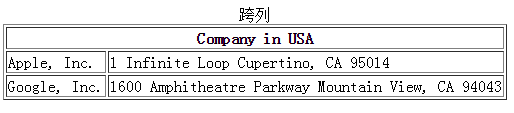 跨列
Company in USA
Apple, Inc. 1 Infinite Loop Cupertino, CA 95014
Google, Inc. 1600 Amphitheatre Parkway Mountain View, CA 94043